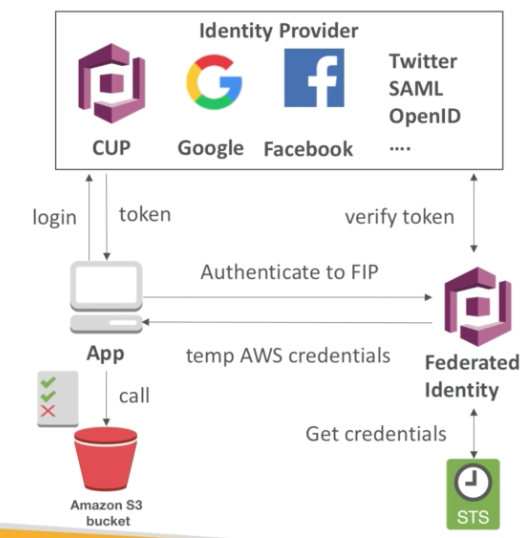 Identity Provider
Twitter
SAML
OpenID
....
CUP
Google
Facebook
login
token
verify token
Authenticate to FIP
temp AWS credentials
App
Federated
Identity
call
Get credentials
Amazon S3
bucket
STS